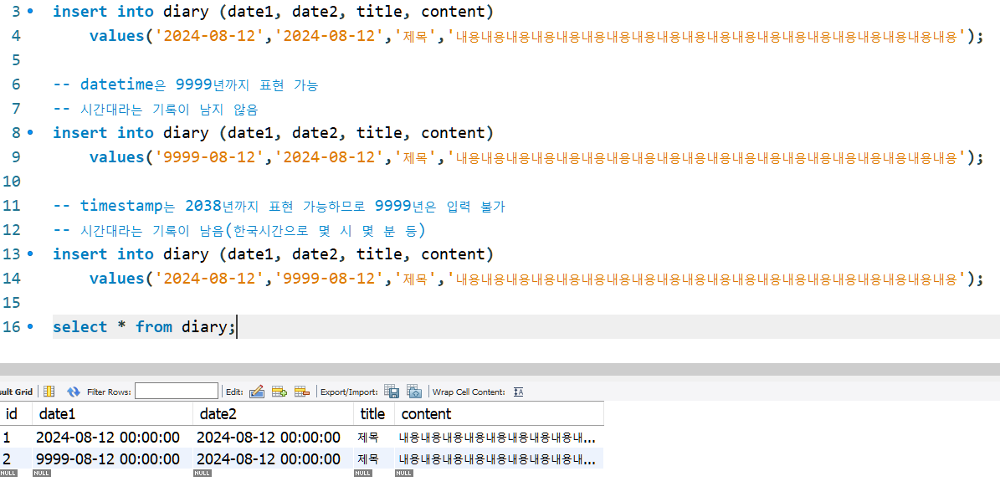 3 insert into diary (date1, date2, title, content)
4 values('2024-08-12','2024-08-12','제목','내용내용내용내용내용내용내용내용내용내용내용내용내용내용내용내용내용내용내용내용');
5
6 -- datetime은 9999년까지 표현 가능
7 -- 시간대라는 기록이 남지 않음
8 insert into diary (date1, date2, title, content)
9 values('9999-08-12','2024-08-12','제목','내용내용내용내용내용내용내용내용내용내용내용내용내용내용내용내용내용내용내용내용');
10
11 -- timestamp는 2038년까지 표현 가능하므로 9999년은 입력 불가
12 -- 시간대라는 기록이 남음(한국시간으로 몇 시 몇 분 등)
13 insert into diary (date1, date2, title, content)
14 values('2024-08-12','9999-08-12','제목','내용내용내용내용내용내용내용내용내용내용내용내용내용내용내용내용내용내용내용내용');
15
16 select * from diary;
sult Grid Filter Rows: Edit: Export/Import: Wrap Cell Content: IA
id date1 date2 title content
1 2024-08-12 00:00:00 2024-08-12 00:00:00 제목 내용내용내용내용내용내용내용내용내...
2 9999-08-12 00:00:00 2024-08-12 00:00:00 제목 내용내용내용내용내용내용내용내용내...
NULL NULL NULL NULL NULL